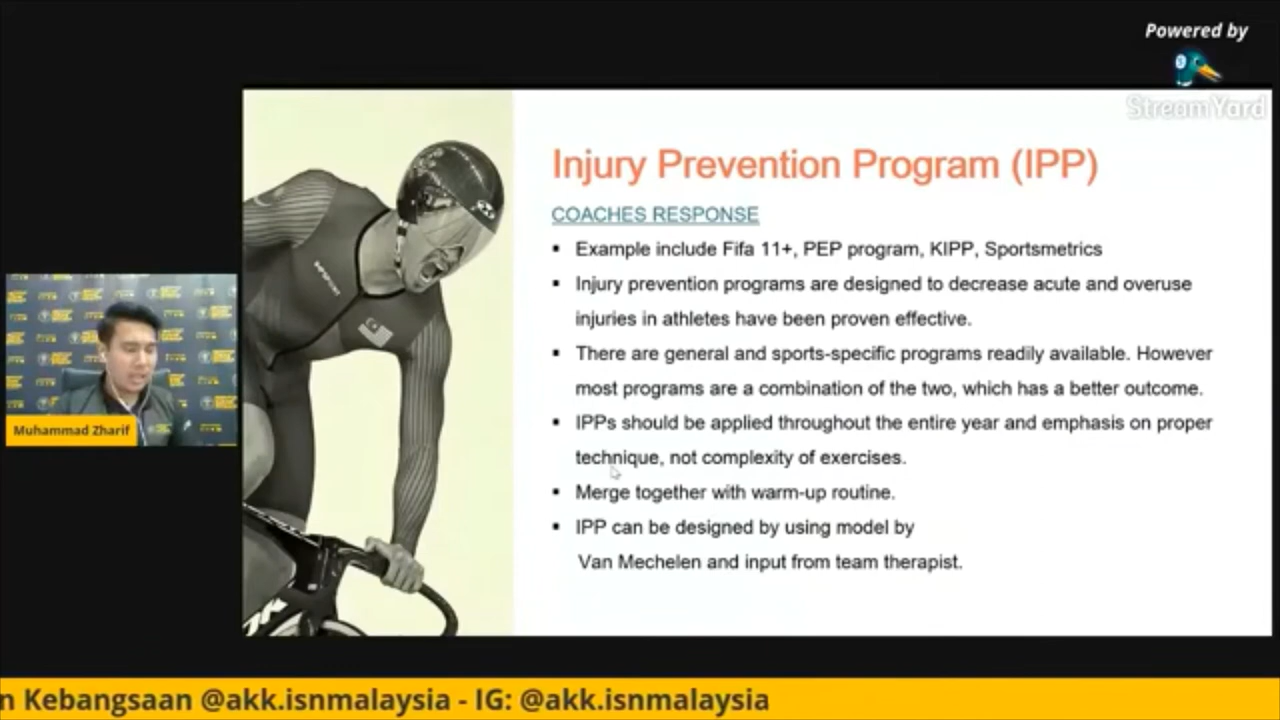 Powered by
StreamYard
Injury Prevention Program (IPP)
COACHES RESPONSE
▪ Example include Fifa 11+, PEP program, KIPP, Sportsmetrics
▪ Injury prevention programs are designed to decrease acute and overuse
injuries in athletes have been proven effective.
▪ There are general and sports-specific programs readily available. However
most programs are a combination of the two, which has a better outcome.
▪ IPPs should be applied throughout the entire year and emphasis on proper
technique, not complexity of exercises.
▪ Merge together with warm-up routine.
▪ IPP can be designed by using model by
Van Mechelen and input from team therapist.
Muhammad Zharif
n Kebangsaan @akk.isnmalaysia - IG: @akk.isnmalaysia